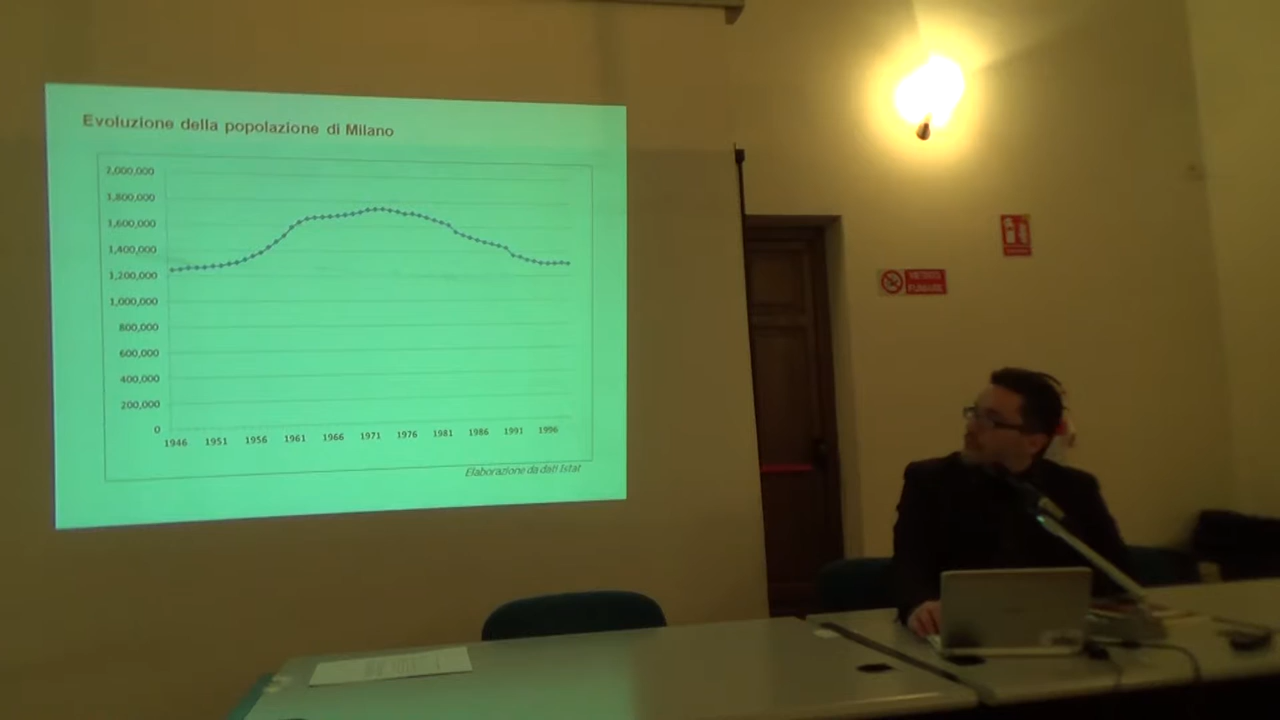 Evoluzione della popolazione di Milano
2,000,000
1,800,000
1,600,000
1,400,000
1,200,000
1,000,000
800,000
600,000
400,000
200,000
0
1946 1951 1956 1961 1966 1971 1976 1981 1986 1991 1996
Elaborazione da dati Istat
VIETATO
FUMARE